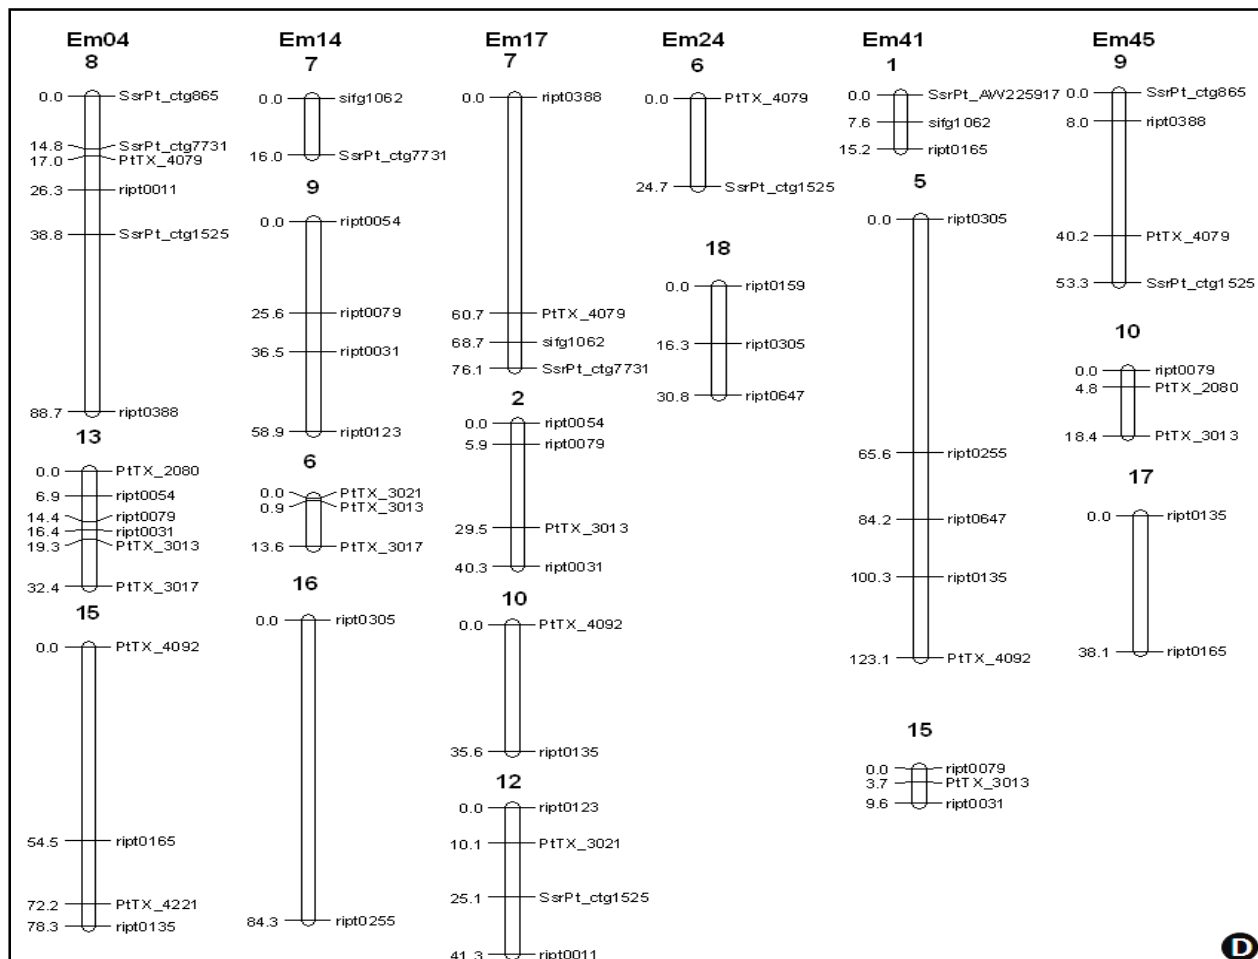 Em04
8
0.0 SsrPt_ctg865
14.8 SsrPt_ctg7731
17.0 PtTX_4079
26.3 ript0011
38.8 SsrPt_ctg1525
88.7 ript0388
13
0.0 PtTX_2080
6.9 ript0054
14.4 ript0079
16.4 ript0031
19.3 PtTX_3013
32.4 PtTX_3017
15
0.0 PtTX_4092
54.5 ript0165
72.2 PtTX_4221
78.3 ript0135
Em14
7
0.0 sifg1062
16.0 SsrPt_ctg7731
9
0.0 ript0054
25.6 ript0079
36.5 ript0031
58.9 ript0123
6
0.0 PtTX_3021
0.9 PtTX_3013
13.6 PtTX_3017
16
0.0 ript0305
84.3 ript0255
Em17
7
0.0 ript0388
60.7 PtTX_4079
68.7 sifg1062
76.1 SsrPt_ctg7731
2
0.0 ript0054
5.9 ript0079
29.5 PtTX_3013
40.3 ript0031
10
0.0 PtTX_4092
35.6 ript0135
12
0.0 ript0123
10.1 PtTX_3021
25.1 SsrPt_ctg1525
41.3 ript0011
Em24
6
0.0 PtTX_4079
24.7 SsrPt_ctg1525
18
0.0 ript0159
16.3 ript0305
30.8 ript0647
Em41
1
0.0 SsrPt_AW225917
7.6 sifg1062
15.2 ript0165
5
0.0 ript0305
65.6 ript0255
84.2 ript0647
100.3 ript0135
123.1 PtTX_4092
15
0.0 ript0079
3.7 PtTX_3013
9.6 ript0031
Em45
9
0.0 SsrPt_ctg865
8.0 ript0388
40.2 PtTX_4079
53.3 SsrPt_ctg1525
10
0.0 ript0079
4.8 PtTX_2080
18.4 PtTX_3013
17
0.0 ript0135
38.1 ript0165
D